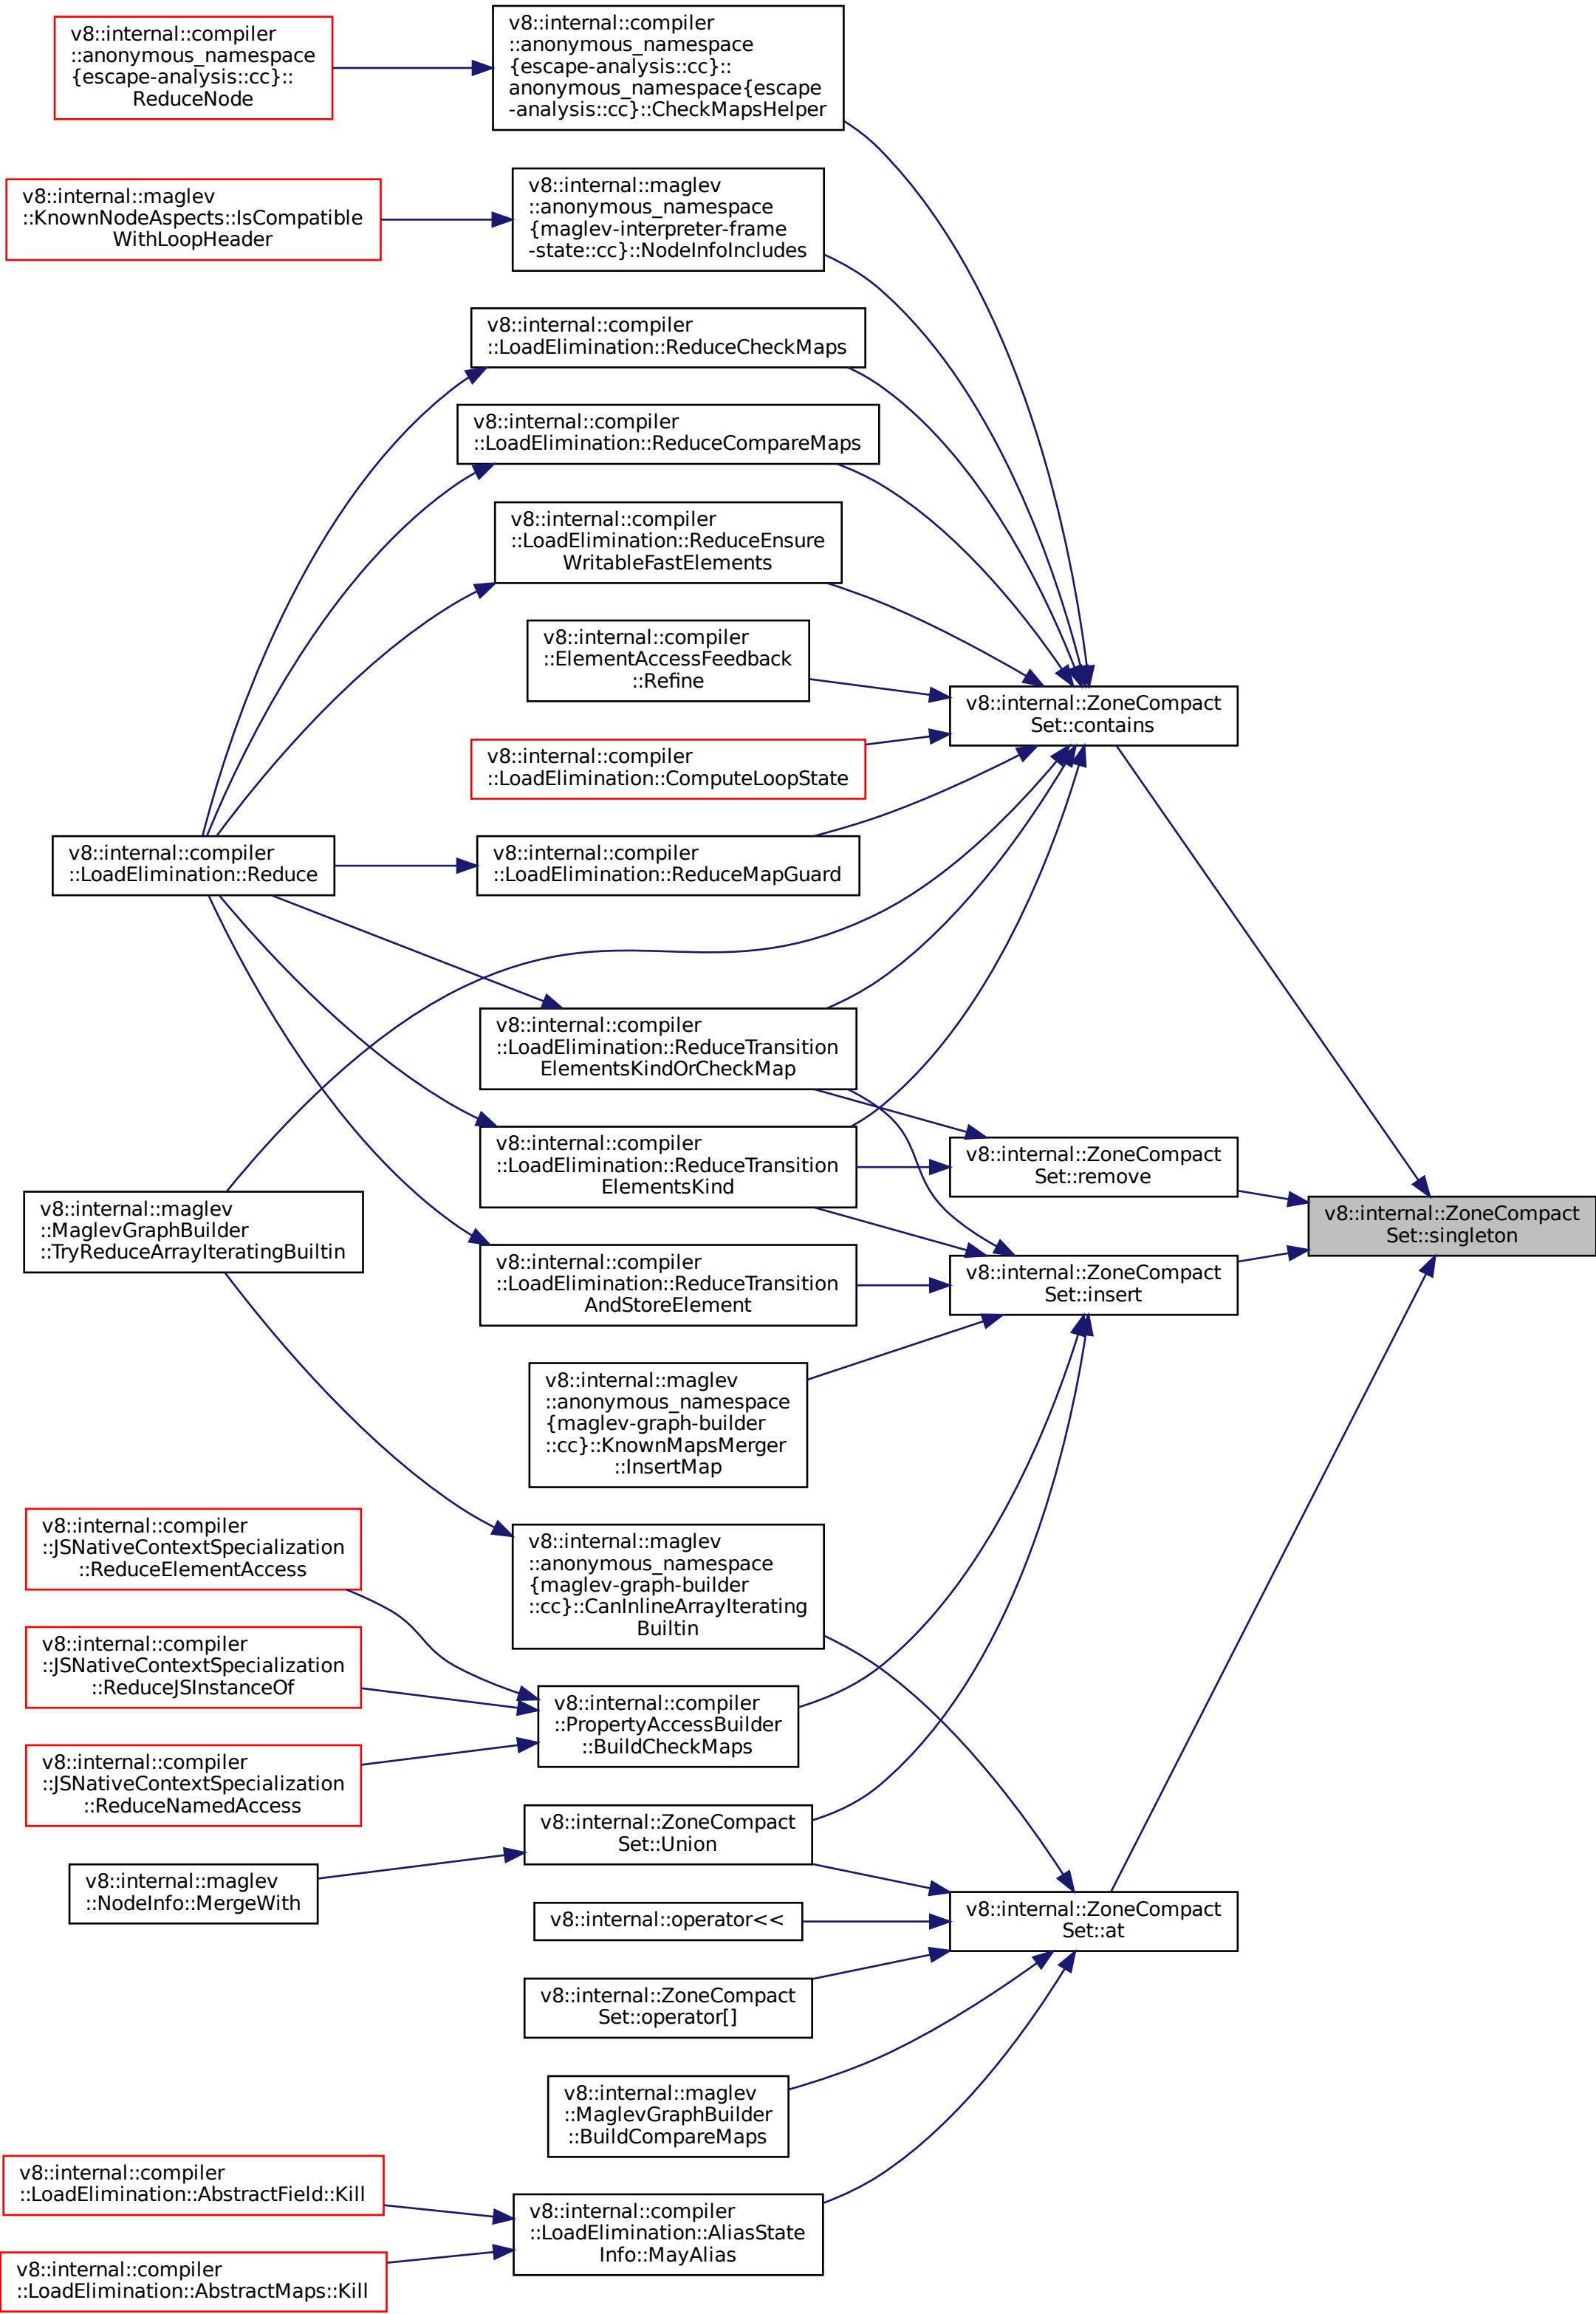 v8::internal::compiler
::anonymous_namespace
{escape-analysis::cc}::
ReduceNode
v8::internal::compiler
::anonymous_namespace
{escape-analysis::cc}::
anonymous_namespace{escape
-analysis::cc}::CheckMapsHelper
v8::internal::maglev
::KnownNodeAspects::IsCompatible
WithLoopHeader
v8::internal::maglev
::anonymous_namespace
{maglev-interpreter-frame
-state::cc}::NodeInfoIncludes
v8::internal::compiler
::LoadElimination::ReduceCheckMaps
v8::internal::compiler
::LoadElimination::ReduceCompareMaps
v8::internal::compiler
::LoadElimination::ReduceEnsure
WritableFastElements
v8::internal::compiler
::ElementAccessFeedback
::Refine
v8::internal::ZoneCompact
Set::contains
v8::internal::compiler
::LoadElimination::ComputeLoopState
v8::internal::compiler
::LoadElimination::Reduce
v8::internal::compiler
::LoadElimination::ReduceMapGuard
v8::internal::compiler
::LoadElimination::ReduceTransition
ElementsKindOrCheckMap
v8::internal::compiler
::LoadElimination::ReduceTransition
ElementsKind
v8::internal::ZoneCompact
Set::remove
v8::internal::ZoneCompact
Set::singleton
v8::internal::maglev
::MaglevGraphBuilder
::TryReduceArrayIteratingBuiltin
v8::internal::compiler
::LoadElimination::ReduceTransition
AndStoreElement
v8::internal::ZoneCompact
Set::insert
v8::internal::maglev
::anonymous_namespace
{maglev-graph-builder
::cc}::KnownMapsMerger
::InsertMap
v8::internal::compiler
::JSNativeContextSpecialization
::ReduceElementAccess
v8::internal::maglev
::anonymous_namespace
{maglev-graph-builder
::cc}::CanInlineArrayIterating
Builtin
v8::internal::compiler
::JSNativeContextSpecialization
::ReduceJSInstanceOf
v8::internal::compiler
::PropertyAccessBuilder
::BuildCheckMaps
v8::internal::compiler
::JSNativeContextSpecialization
::ReduceNamedAccess
v8::internal::ZoneCompact
Set::Union
v8::internal::maglev
::NodeInfo::MergeWith
v8::internal::operator<<
v8::internal::ZoneCompact
Set::at
v8::internal::ZoneCompact
Set::operator[]
v8::internal::maglev
::MaglevGraphBuilder
::BuildCompareMaps
v8::internal::compiler
::LoadElimination::AbstractField::Kill
v8::internal::compiler
::LoadElimination::AliasState
Info::MayAlias
v8::internal::compiler
::LoadElimination::AbstractMaps::Kill